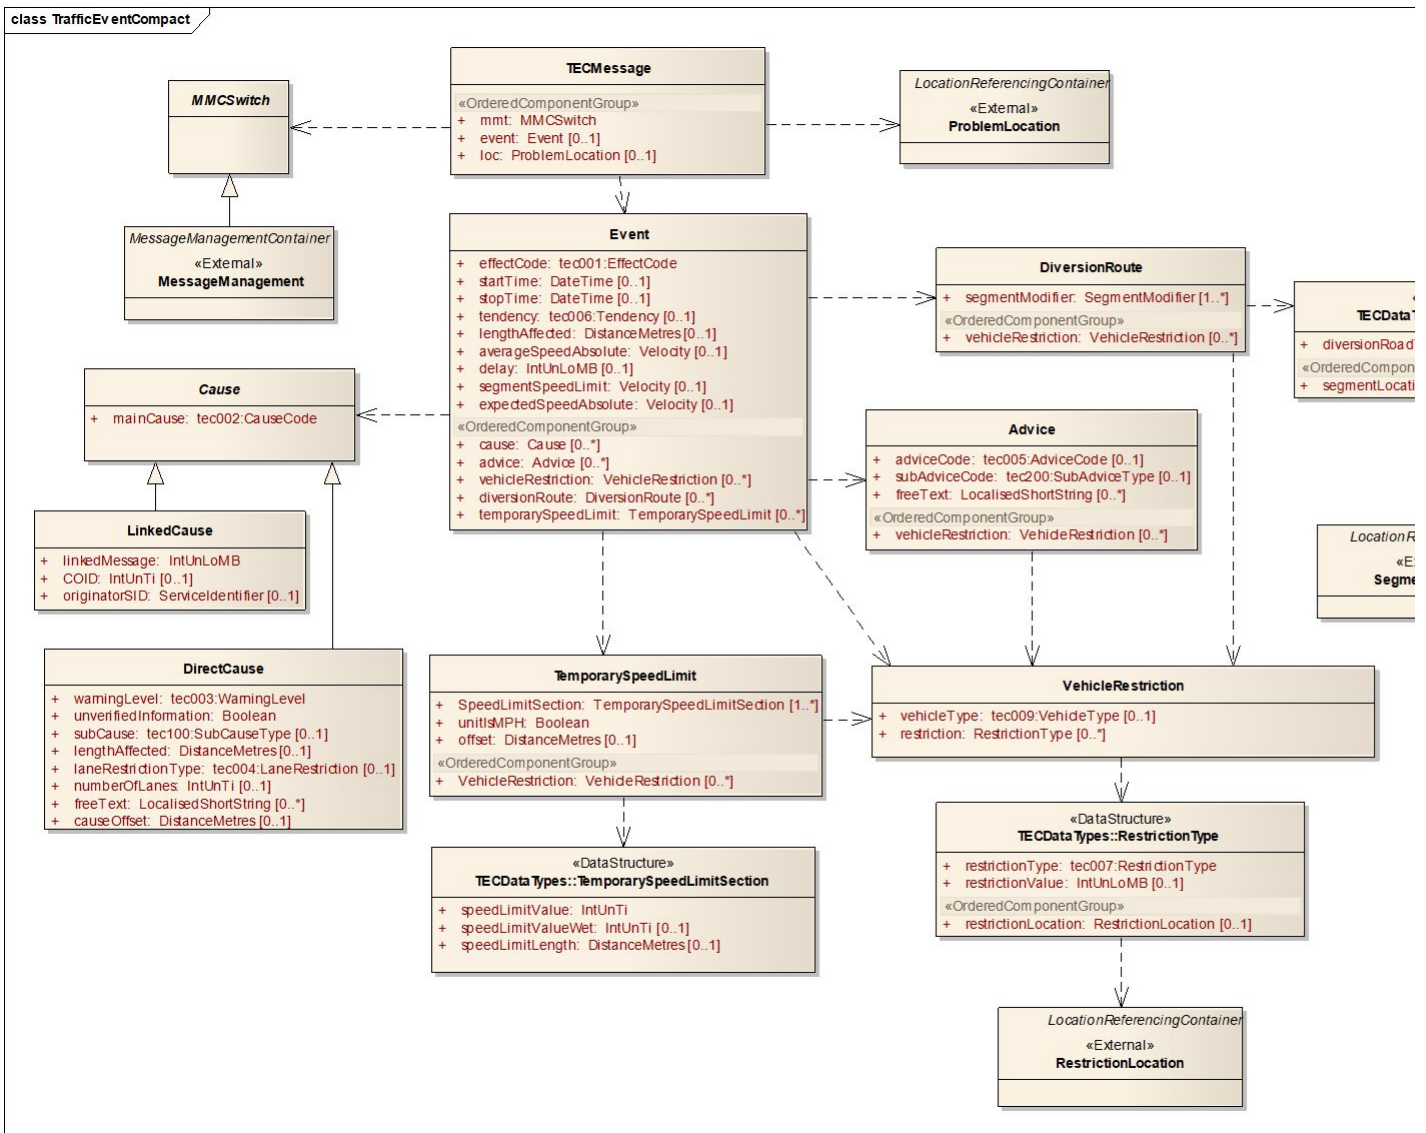 class TrafficEventCompact
TECMessage
«OrderedComponentGroup»
+ mmt: MMCSwitch
+ event: Event [0..1]
+ loc: ProblemLocation [0..1]
MMCSwitch
LocationReferencingContainer
«External»
ProblemLocation
MessageManagementContainer
«External»
MessageManagement
Event
+ effectCode: tec001:EffectCode
+ startTime: DateTime [0..1]
+ stopTime: DateTime [0..1]
+ tendency: tec006:Tendency [0..1]
+ lengthAffected: DistanceMetres [0..1]
+ averageSpeedAbsolute: Velocity [0..1]
+ delay: IntUnLoMB [0..1]
+ segmentSpeedLimit: Velocity [0..1]
+ expectedSpeedAbsolute: Velocity [0..1]
«OrderedComponentGroup»
+ cause: Cause [0..*]
+ advice: Advice [0..*]
+ vehicleRestriction: VehicleRestriction [0..*]
+ diversionRoute: DiversionRoute [0..*]
+ temporarySpeedLimit: TemporarySpeedLimit [0..*]
DiversionRoute
+ segmentModifier: SegmentModifier [1..*]
«OrderedComponentGroup»
+ vehicleRestriction: VehicleRestriction [0..*]
TECDataT
+ diversionRoad
«OrderedCompon
+ segmentLocati
Cause
+ mainCause: tec002:CauseCode
Advice
+ adviceCode: tec005:AdviceCode [0..1]
+ subAdviceCode: tec200:SubAdviceType [0..1]
+ freeText: LocalisedShortString [0..*]
«OrderedComponentGroup»
+ vehicleRestriction: VehicleRestriction [0..*]
LinkedCause
+ linkedMessage: IntUnLoMB
+ COID: IntUnTi [0..1]
+ originatorSID: ServiceIdentifier [0..1]
LocationR
«E
Segme
DirectCause
+ warningLevel: tec003:WarningLevel
+ unverifiedInformation: Boolean
+ subCause: tec100:SubCauseType [0..1]
+ lengthAffected: DistanceMetres [0..1]
+ laneRestrictionType: tec004:LaneRestriction [0..1]
+ numberOfLanes: IntUnTi [0..1]
+ freeText: LocalisedShortString [0..*]
+ causeOffset: DistanceMetres [0..1]
TemporarySpeedLimit
+ SpeedLimitSection: TemporarySpeedLimitSection [1..*]
+ unitIsMPH: Boolean
+ offset: DistanceMetres [0..1]
«OrderedComponentGroup»
+ VehicleRestriction: VehicleRestriction [0..*]
VehicleRestriction
+ vehicleType: tec009:VehicleType [0..1]
+ restriction: RestrictionType [0..*]
«DataStructure»
TECDataTypes::TemporarySpeedLimitSection
+ speedLimitValue: IntUnTi
+ speedLimitValueWet: IntUnTi [0..1]
+ speedLimitLength: DistanceMetres [0..1]
«DataStructure»
TECDataTypes::RestrictionType
+ restrictionType: tec007:RestrictionType
+ restrictionValue: IntUnLoMB [0..1]
«OrderedComponentGroup»
+ restrictionLocation: RestrictionLocation [0..1]
LocationReferencingContainer
«External»
RestrictionLocation